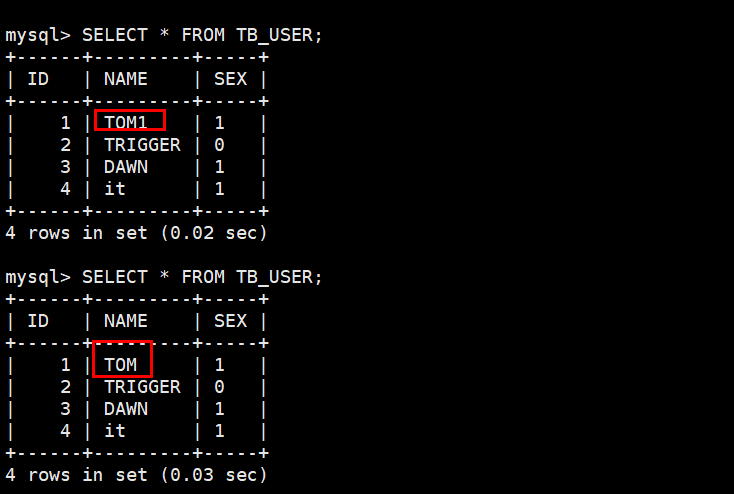 mysql> SELECT * FROM TB_USER;
+------+---------+-----+
| ID   | NAME    | SEX |
+------+---------+-----+
|    1 | TOM1    | 1   |
|    2 | TRIGGER | 0   |
|    3 | DAWN    | 1   |
|    4 | it      | 1   |
+------+---------+-----+
4 rows in set (0.02 sec)

mysql> SELECT * FROM TB_USER;
+------+---------+-----+
| ID   | NAME    | SEX |
+------+---------+-----+
|    1 | TOM     | 1   |
|    2 | TRIGGER | 0   |
|    3 | DAWN    | 1   |
|    4 | it      | 1   |
+------+---------+-----+
4 rows in set (0.03 sec)